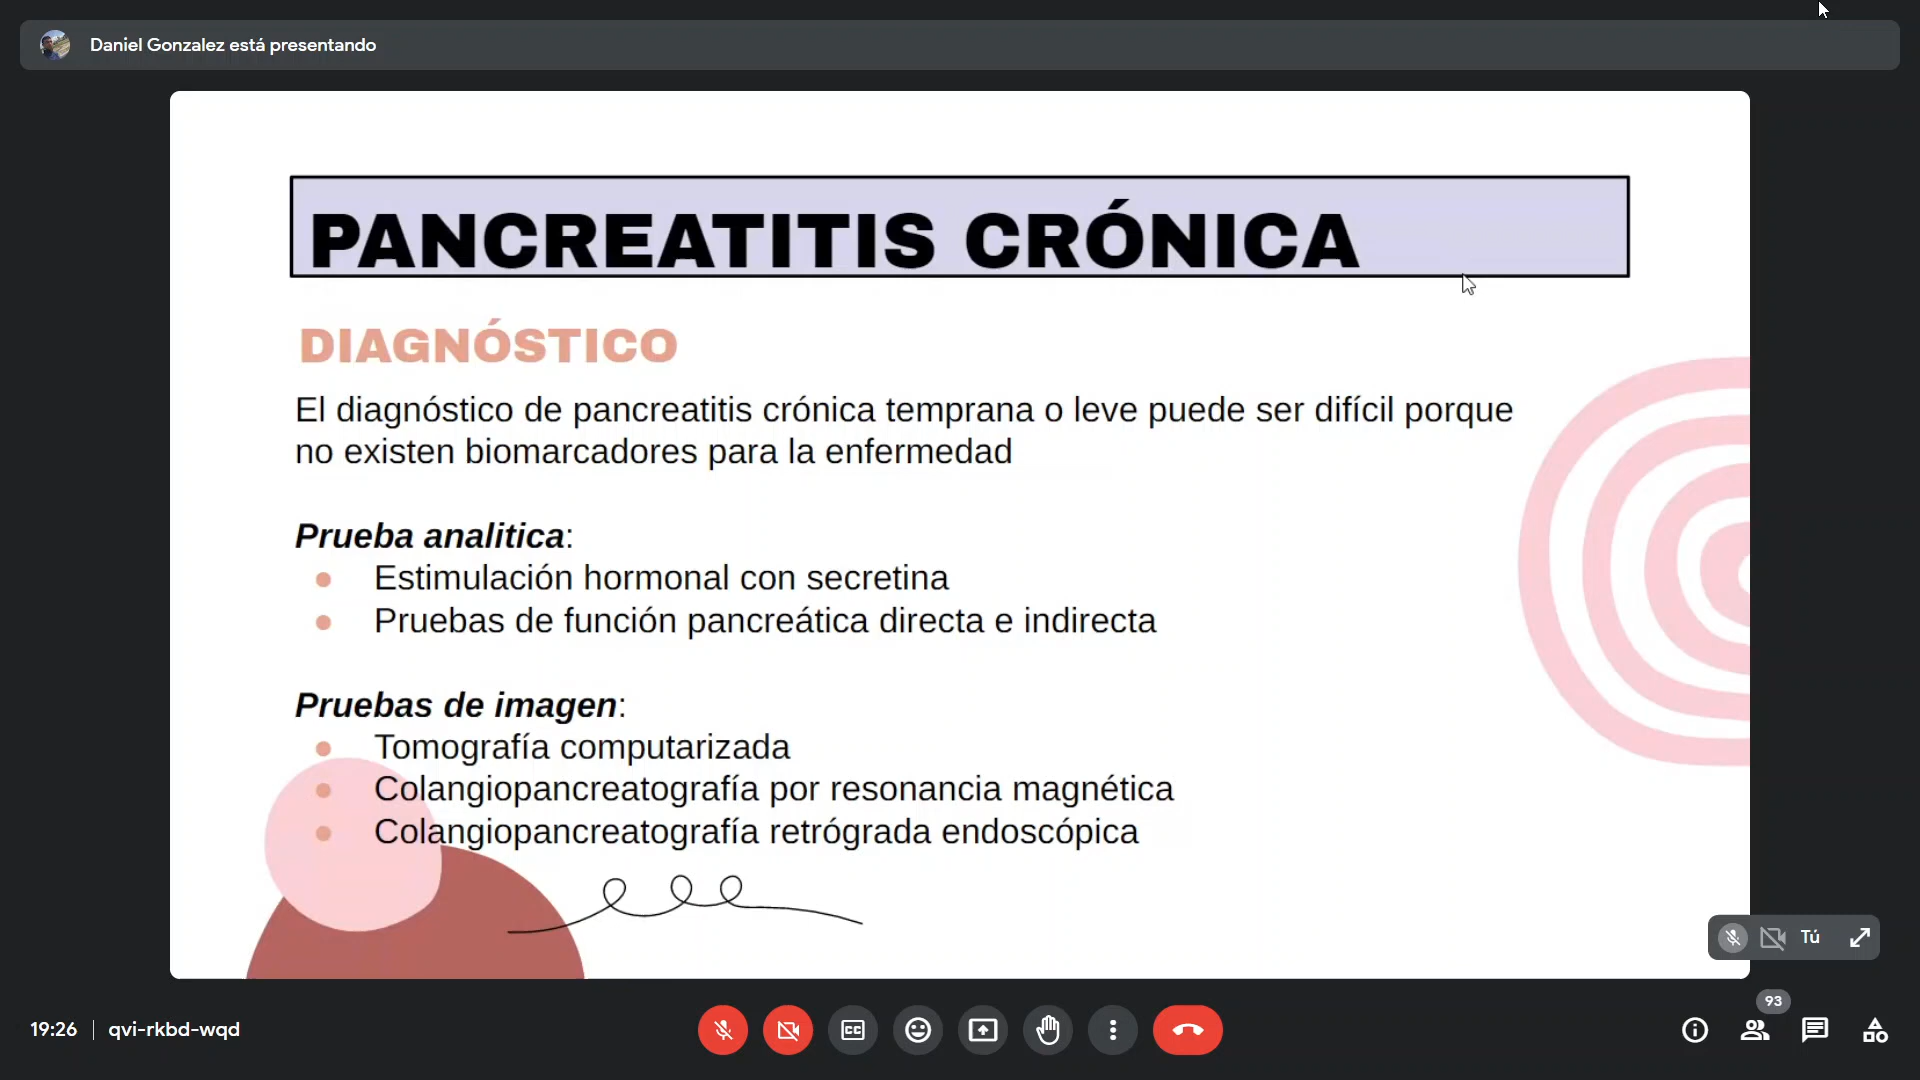 Daniel Gonzalez está presentando
PANCREATITIS CRÓNICA
DIAGNÓSTICO
El diagnóstico de pancreatitis crónica temprana o leve puede ser difícil porque
no existen biomarcadores para la enfermedad
Prueba analitica:
Estimulación hormonal con secretina
Pruebas de función pancreática directa e indirecta
Pruebas de imagen:
Tomografía computarizada
Colangiopancreatografía por resonancia magnética
Colangiopancreatografía retrógrada endoscópica
Tú
93
19:26 | qvi-rkbd-wqd
CC